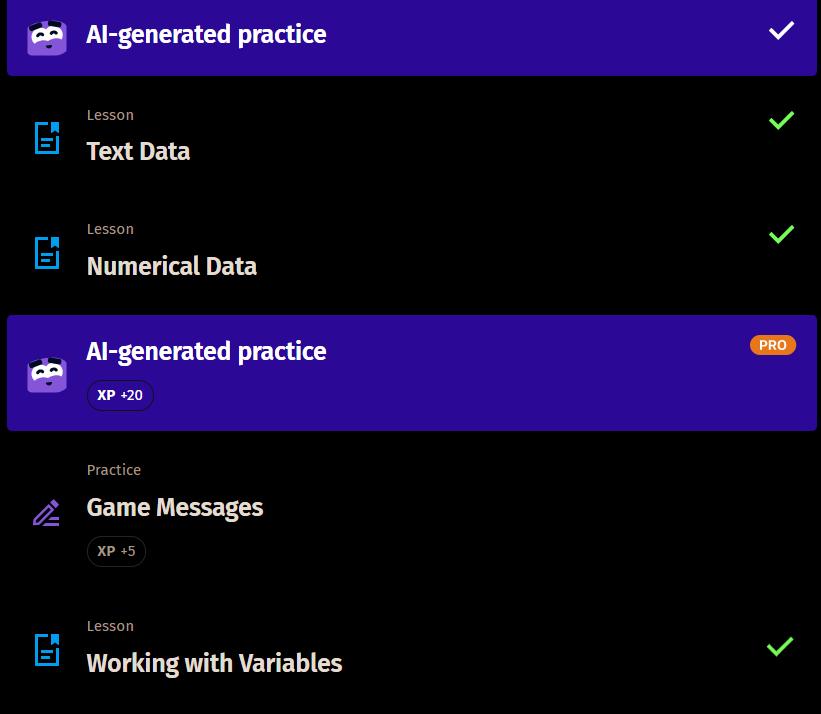 AI-generated practice
Lesson
Text Data
Lesson
Numerical Data
AI-generated practice
PRO
XP +20
Practice
Game Messages
XP +5
Lesson
Working with Variables